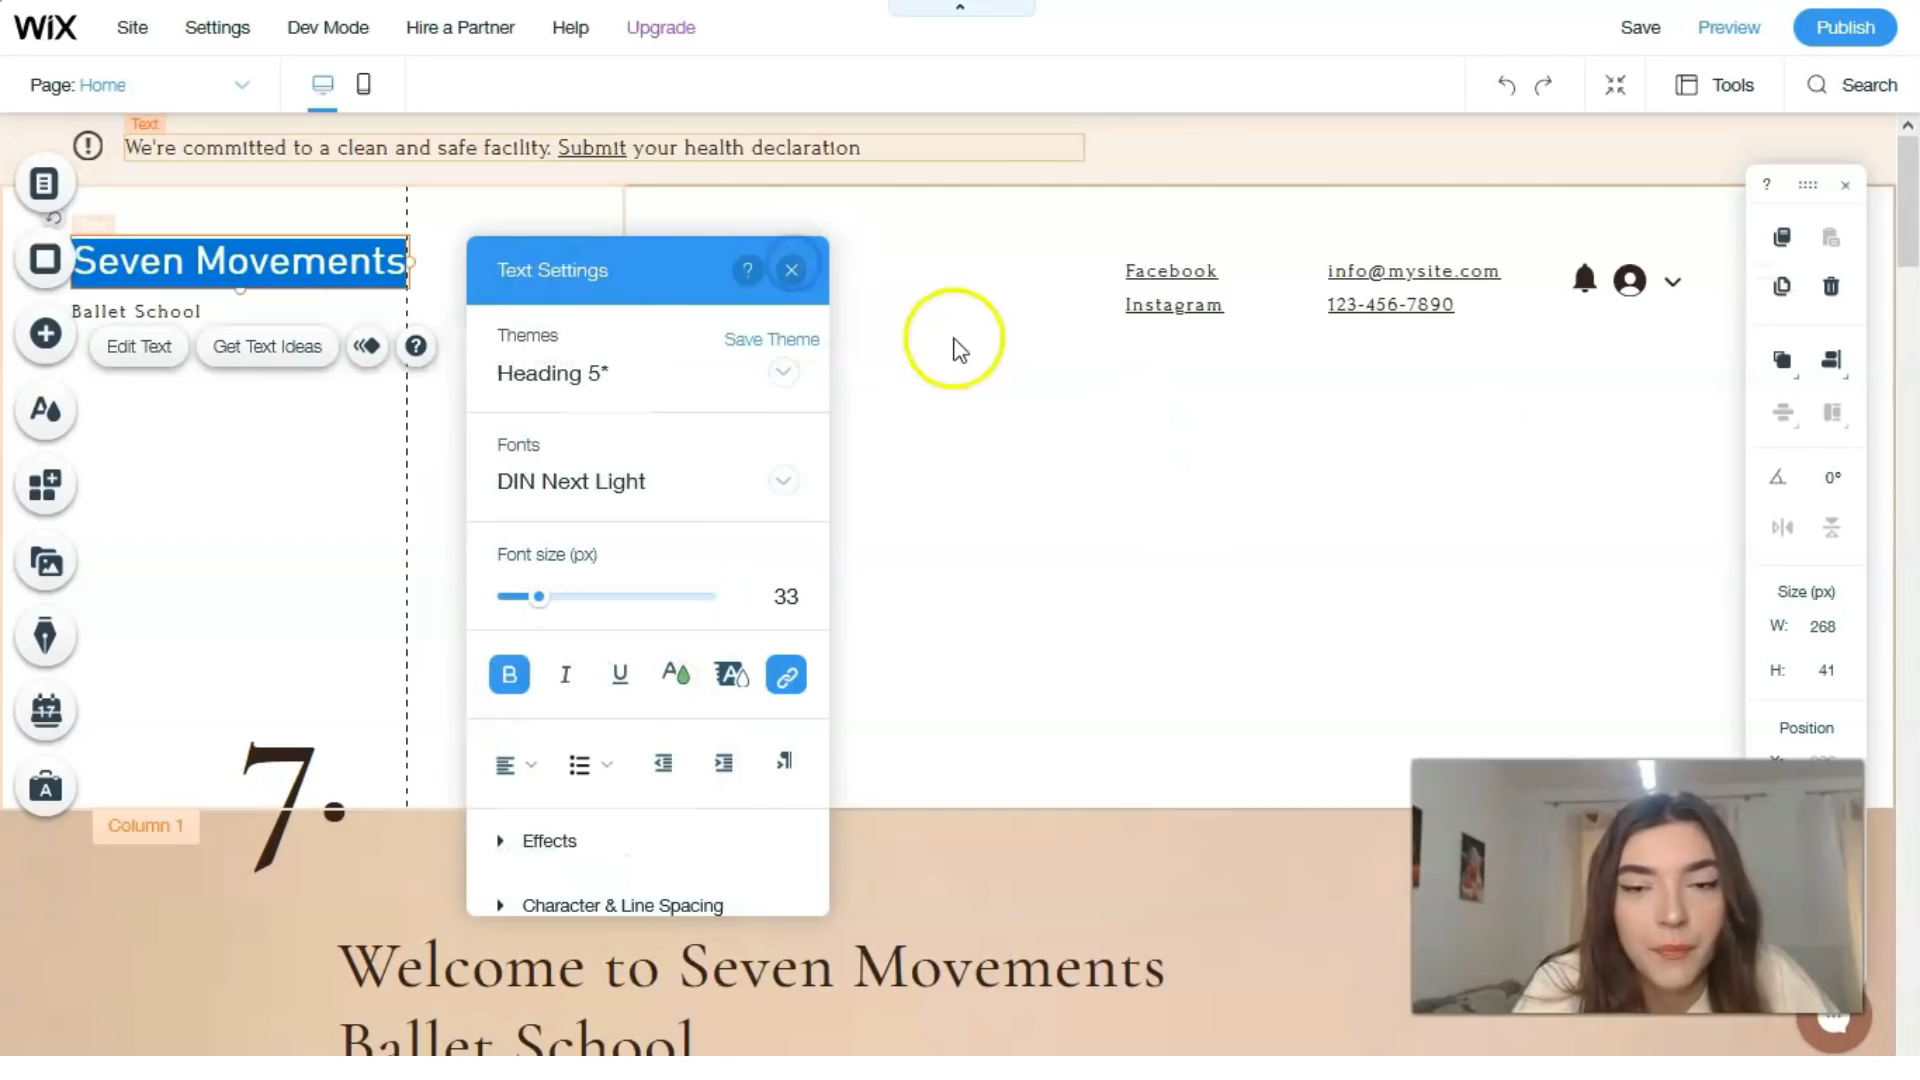 WiX Site Settings Dev Mode Hire a Partner Help Upgrade Save Preview Publish
Page: Home Tools Search
Text
We're committed to a clean and safe facility. Submit your health declaration
Seven Movements
Ballet School
Edit Text Get Text Ideas ?
Text Settings ?
Themes Save Theme
Heading 5*
Fonts
DIN Next Light
Font size (px)
33
B I U A A
Effects
Character & Line Spacing
Facebook info@mysite.com
Instagram 123-456-7890
?
0°
Size (px)
W: 268
H: 41
Position
17
A
7.
Column 1
Welcome to Seven Movements
Ballet School